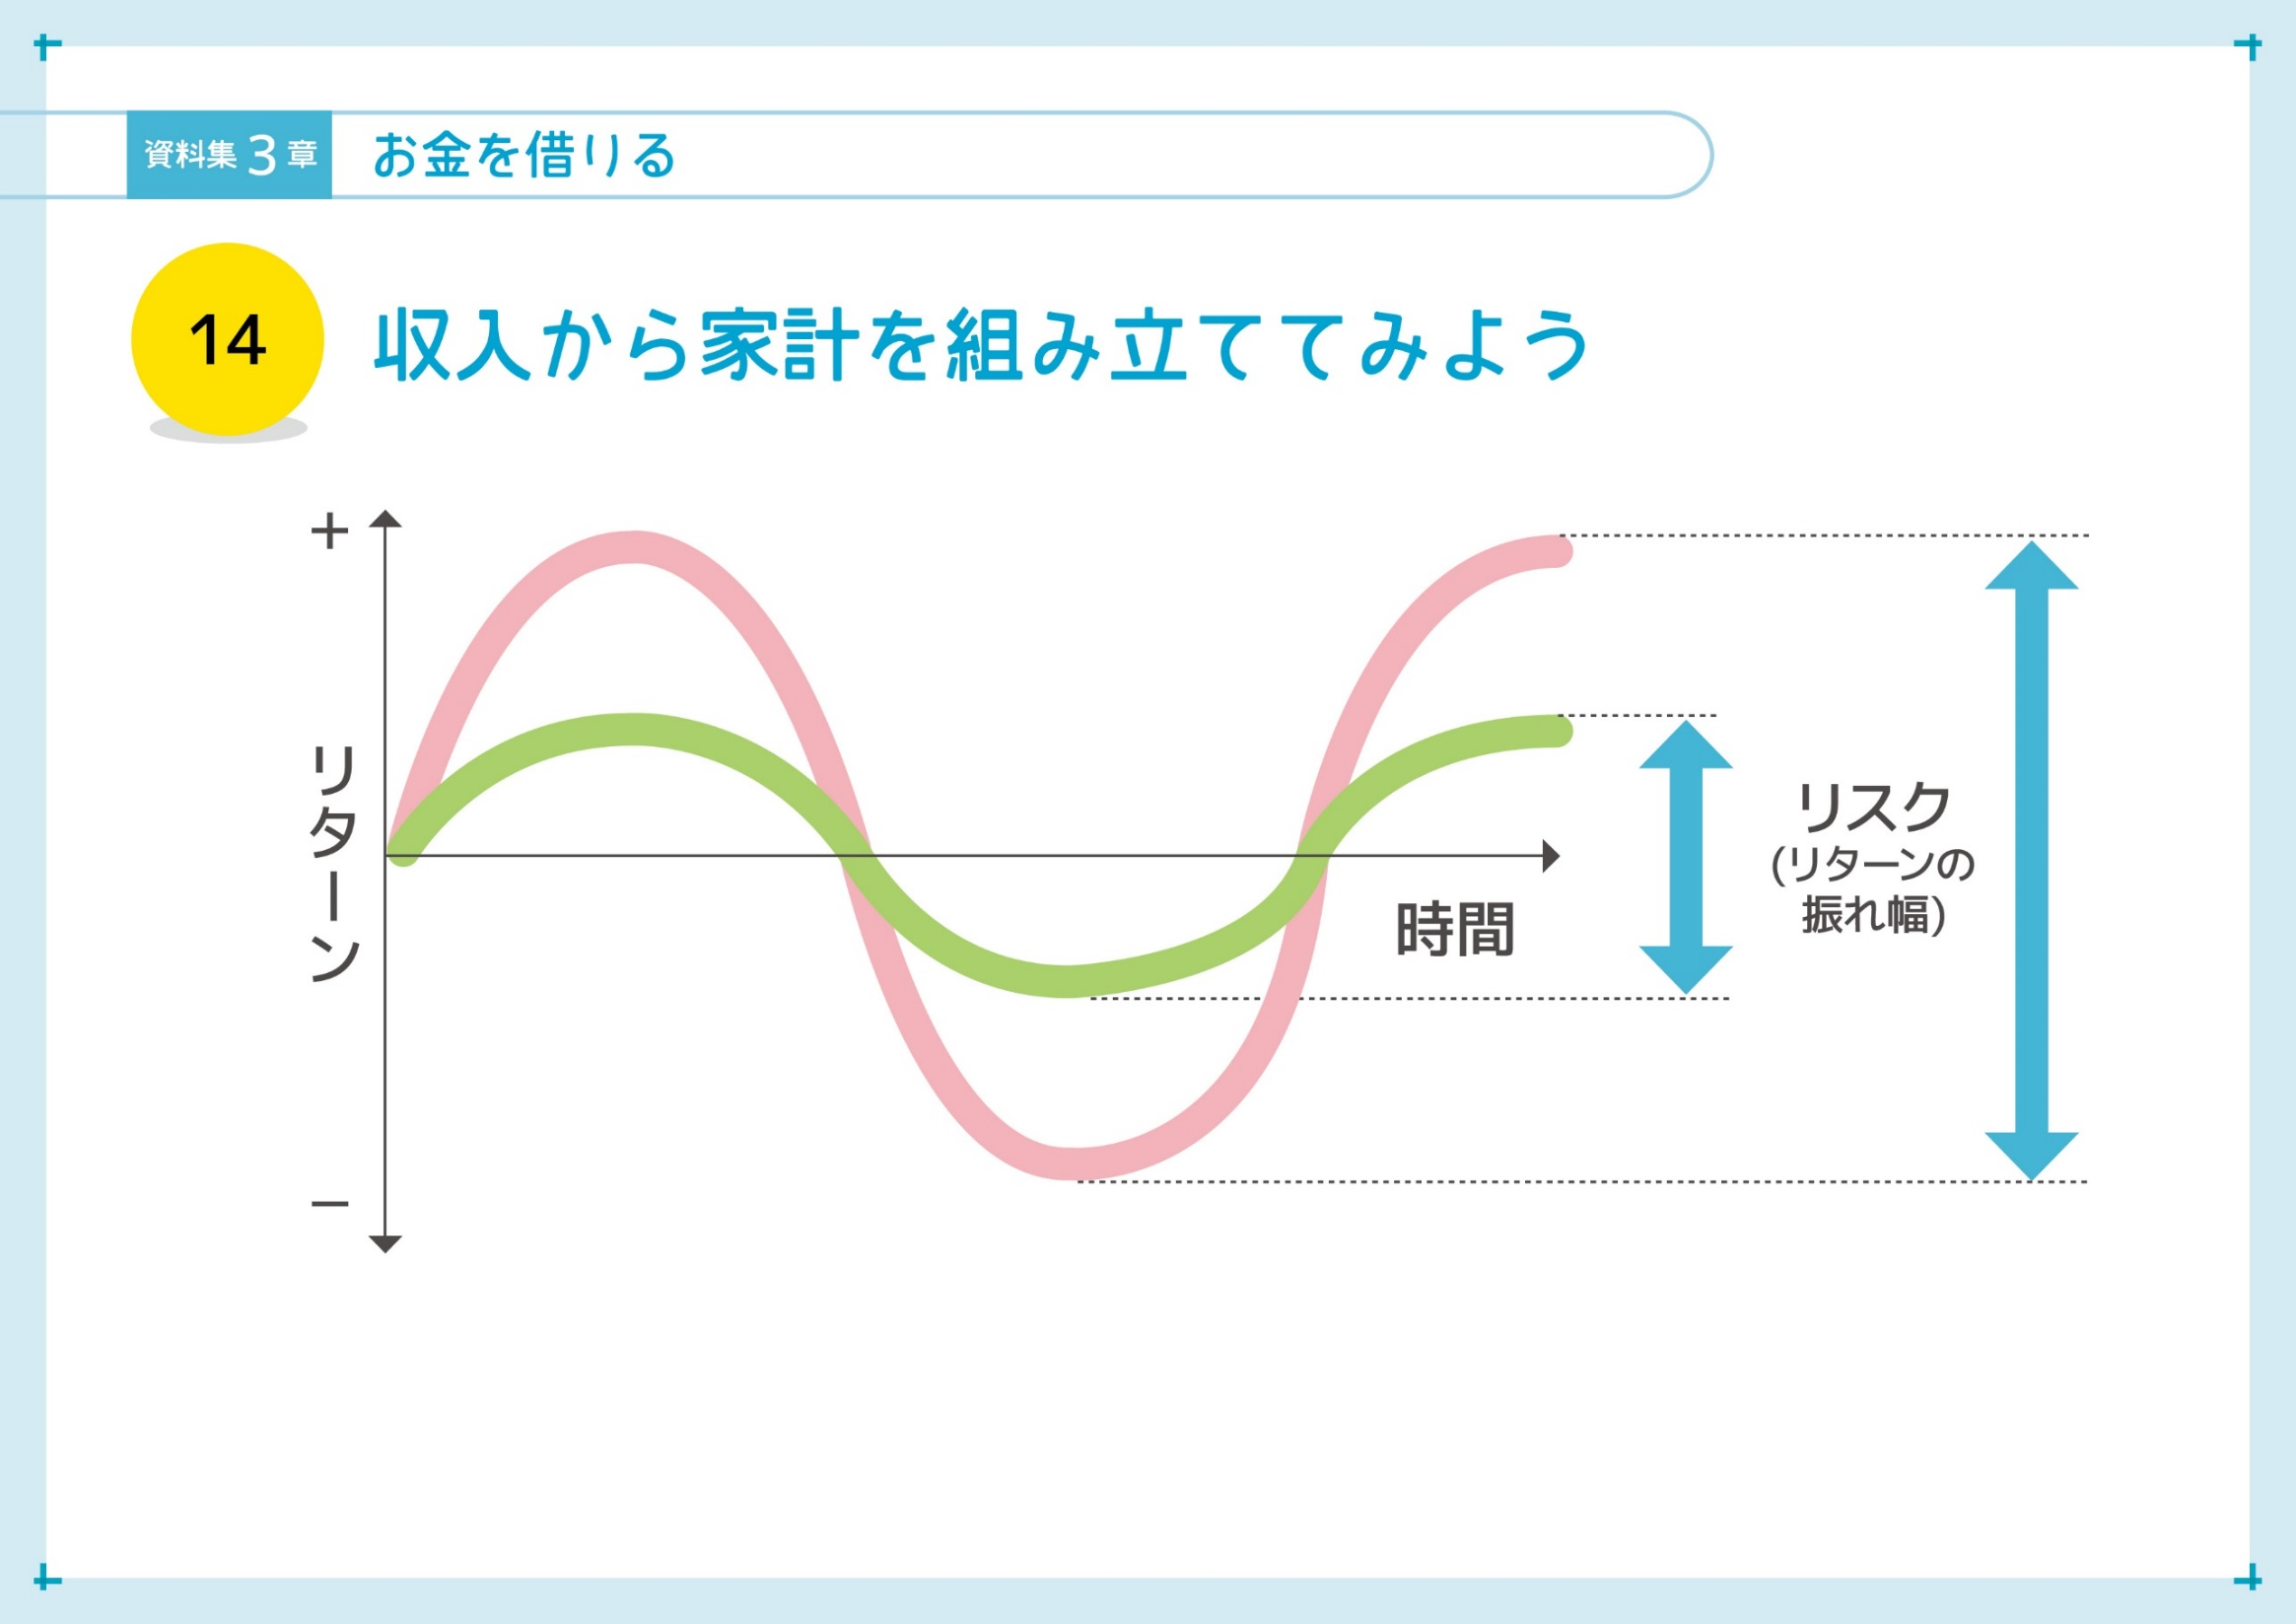 資料集3章
お金を借りる
14
収入から家計を組み立ててみよう
+
リターン
−
時間
リスク
(リターンの
振れ幅)